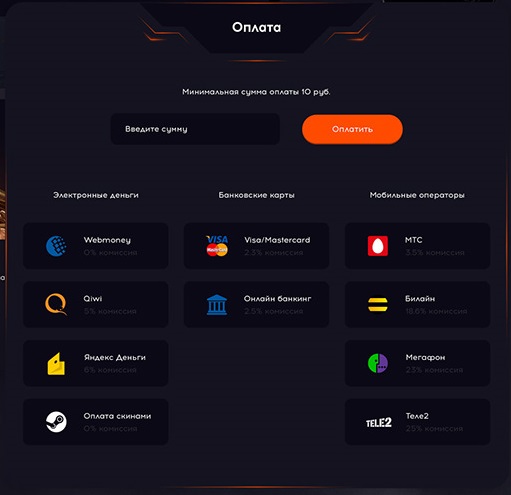 Оплата
Минимальная сумма оплаты 10 руб.
Введите сумму
Оплатить
Электронные деньги
Банковские карты
Мобильные операторы
Webmoney
0% комиссия
Visa/Mastercard
2.3% комиссия
МТС
3.5% комиссия
Qiwi
5% комиссия
Онлайн банкинг
2.5% комиссия
Билайн
18.6% комиссия
Яндекс Деньги
6% комиссия
Мегафон
23% комиссия
Оплата скинами
0% комиссия
TELE2
Теле2
25% комиссия
VISA
MasterCard